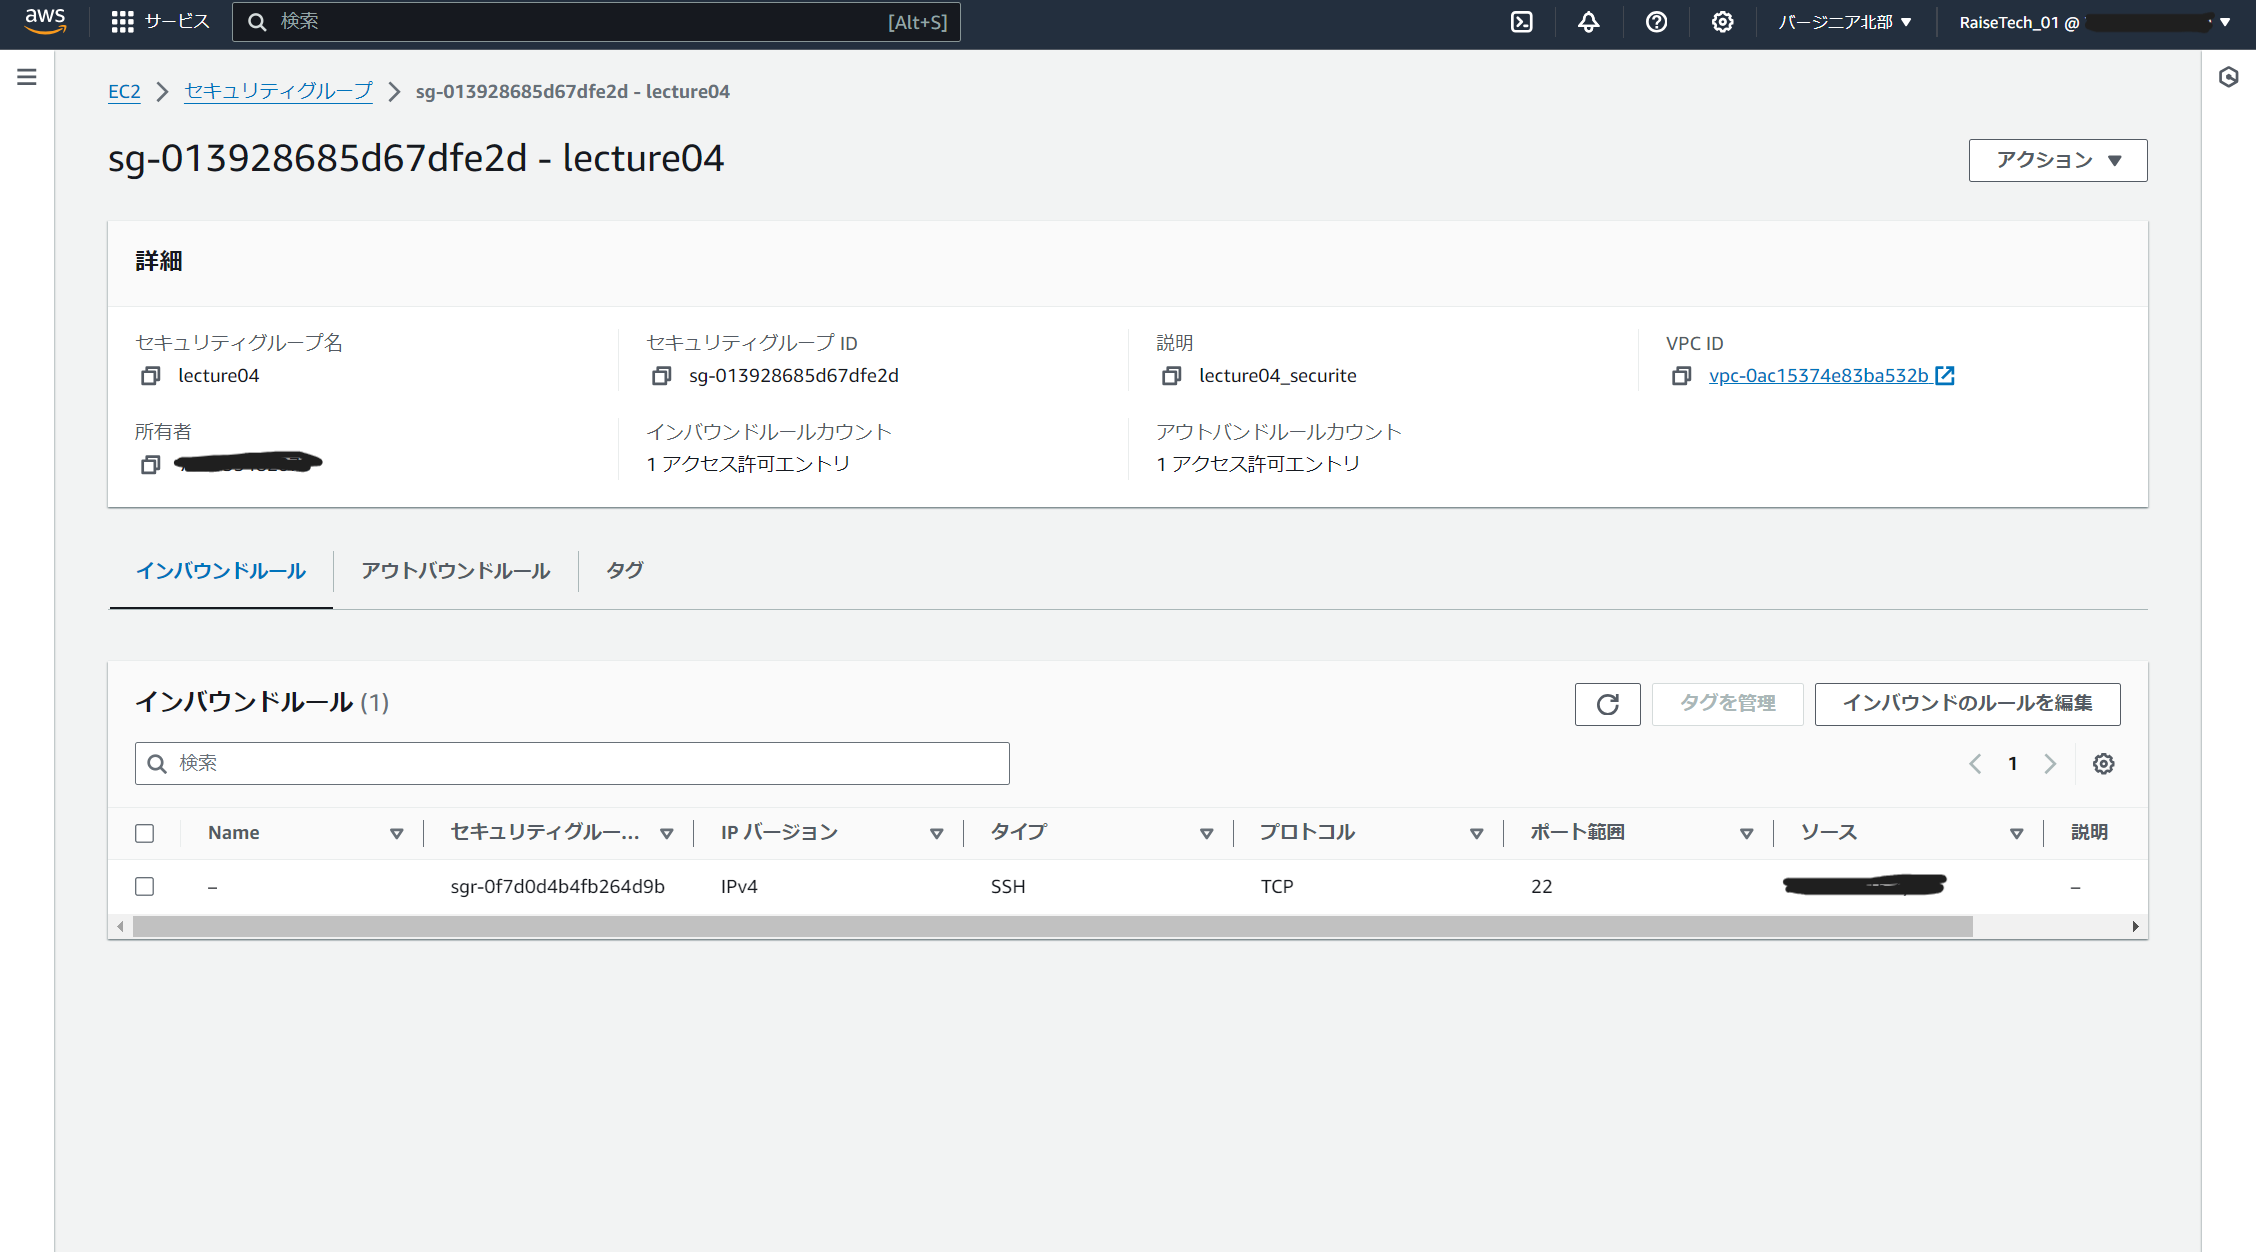 aws サービス 検索 [Alt+S] バージニア北部 RaiseTech_01 @
EC2 セキュリティグループ sg-013928685d67dfe2d - lecture04
sg-013928685d67dfe2d - lecture04
アクション
詳細
セキュリティグループ名 セキュリティグループ ID 説明 VPC ID
lecture04 sg-013928685d67dfe2d lecture04_securite vpc-0ac15374e83ba532b
所有者 インバウンドルールカウント アウトバンドルールカウント
1 アクセス許可エントリ 1 アクセス許可エントリ
インバウンドルール アウトバウンドルール タグ
インバウンドルール (1) タグを管理 インバウンドのルールを編集
検索 1
Name セキュリティグルー... IP バージョン タイプ プロトコル ポート範囲 ソース 説明
– sgr-0f7d0d4b4fb264d9b IPv4 SSH TCP 22 –